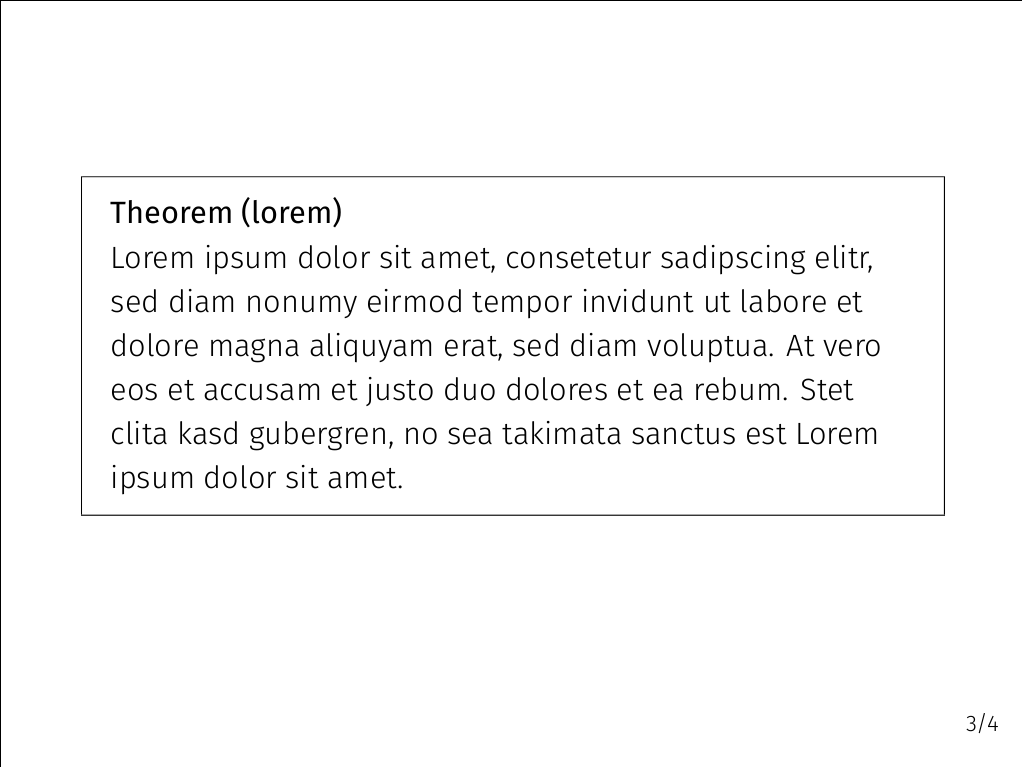 Theorem (lorem)
Lorem ipsum dolor sit amet, consetetur sadipscing elitr,
sed diam nonumy eirmod tempor invidunt ut labore et
dolore magna aliquyam erat, sed diam voluptua. At vero
eos et accusam et justo duo dolores et ea rebum. Stet
clita kasd gubergren, no sea takimata sanctus est Lorem
ipsum dolor sit amet.
3/4